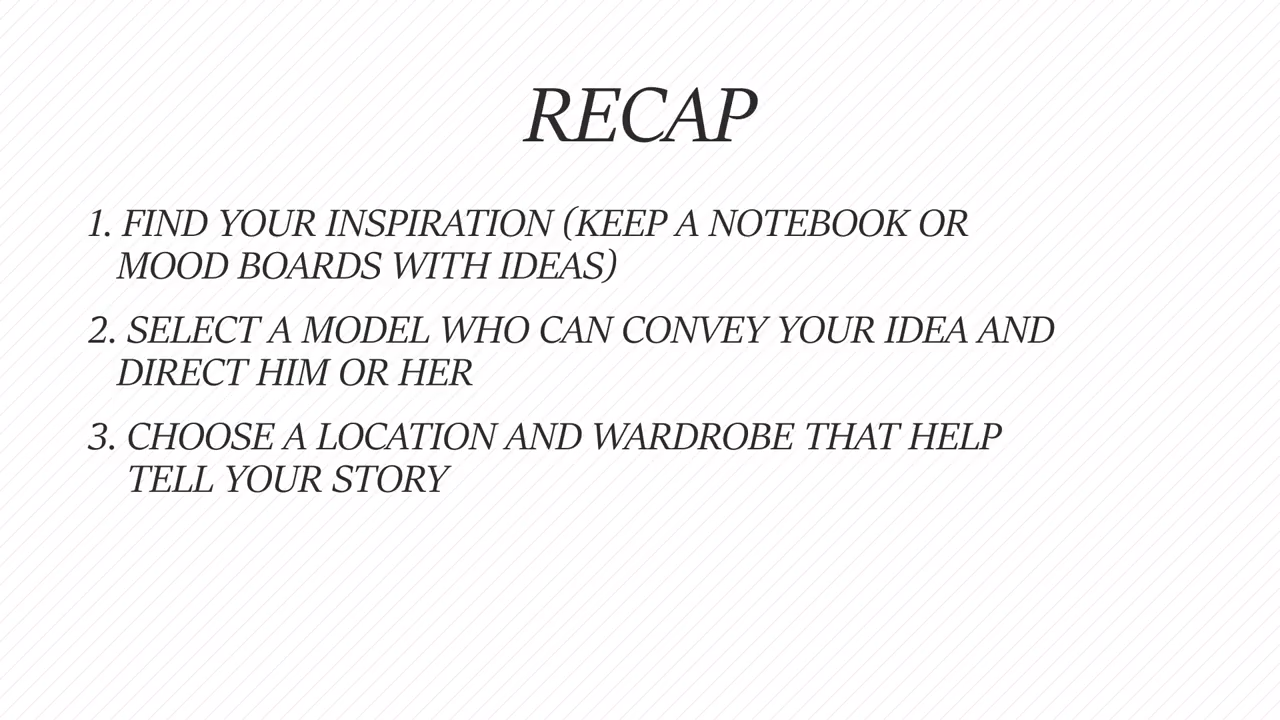 RECAP
1. FIND YOUR INSPIRATION (KEEP A NOTEBOOK OR
MOOD BOARDS WITH IDEAS)
2. SELECT A MODEL WHO CAN CONVEY YOUR IDEA AND
DIRECT HIM OR HER
3. CHOOSE A LOCATION AND WARDROBE THAT HELP
TELL YOUR STORY